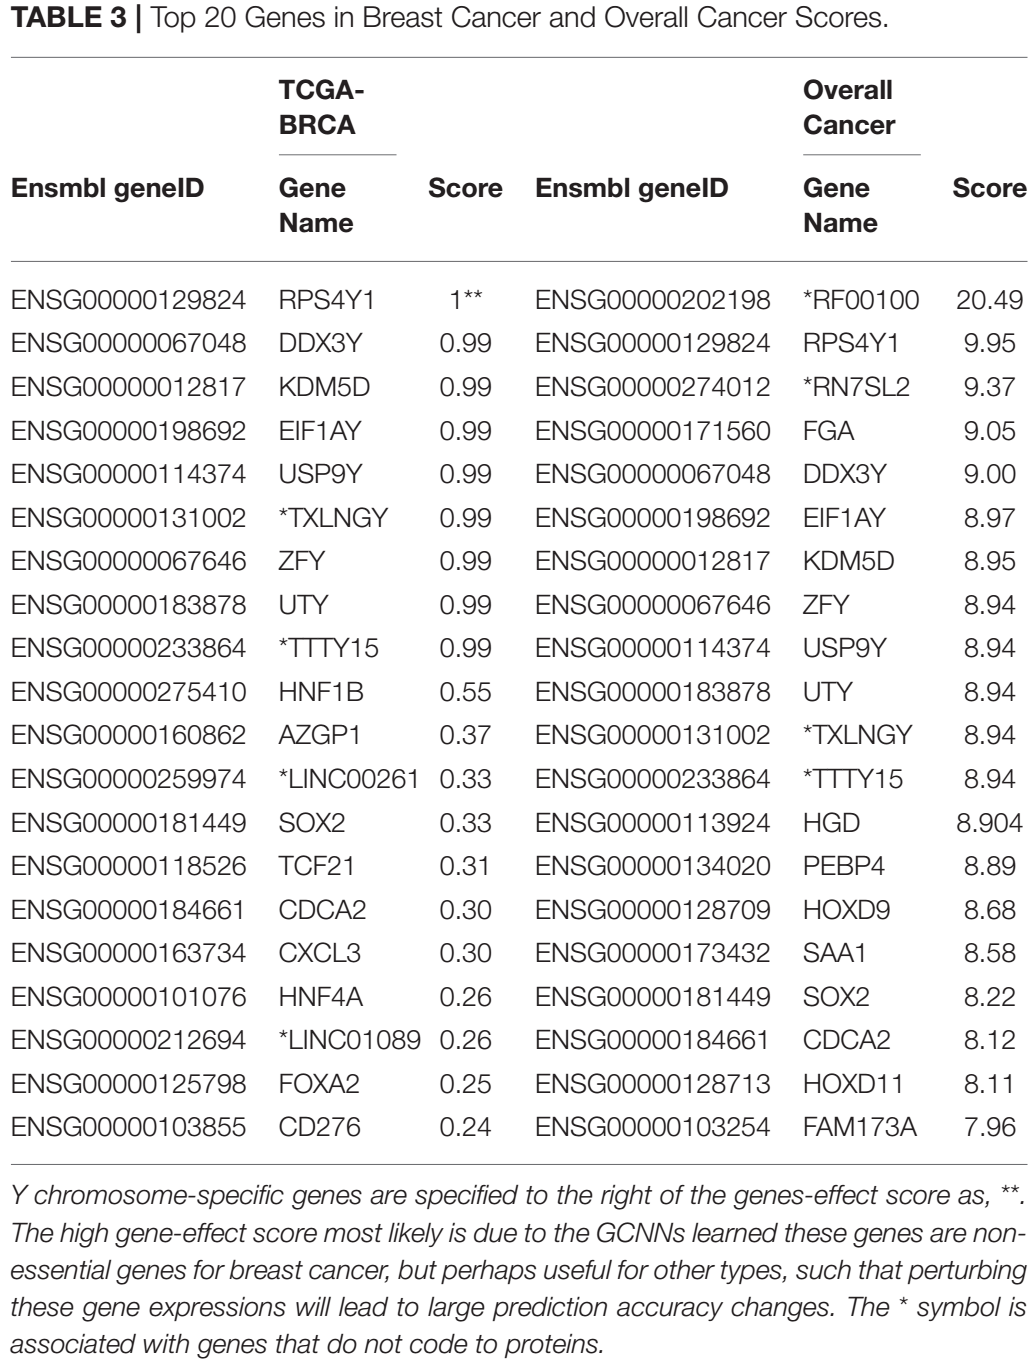 TABLE 3 | Top 20 Genes in Breast Cancer and Overall Cancer Scores.
TCGA- Overall
BRCA Cancer
Ensmbl geneID Gene Score Ensmbl geneID Gene Score
Name Name
ENSG00000129824 RPS4Y1 1** ENSG00000202198 *RF00100 20.49
ENSG00000067048 DDX3Y 0.99 ENSG00000129824 RPS4Y1 9.95
ENSG00000012817 KDM5D 0.99 ENSG00000274012 *RN7SL2 9.37
ENSG00000198692 EIF1AY 0.99 ENSG00000171560 FGA 9.05
ENSG00000114374 USP9Y 0.99 ENSG00000067048 DDX3Y 9.00
ENSG00000131002 *TXLNGY 0.99 ENSG00000198692 EIF1AY 8.97
ENSG00000067646 ZFY 0.99 ENSG00000012817 KDM5D 8.95
ENSG00000183878 UTY 0.99 ENSG00000067646 ZFY 8.94
ENSG00000233864 *TTTY15 0.99 ENSG00000114374 USP9Y 8.94
ENSG00000275410 HNF1B 0.55 ENSG00000183878 UTY 8.94
ENSG00000160862 AZGP1 0.37 ENSG00000131002 *TXLNGY 8.94
ENSG00000259974 *LINC00261 0.33 ENSG00000233864 *TTTY15 8.94
ENSG00000181449 SOX2 0.33 ENSG00000113924 HGD 8.904
ENSG00000118526 TCF21 0.31 ENSG00000134020 PEBP4 8.89
ENSG00000184661 CDCA2 0.30 ENSG00000128709 HOXD9 8.68
ENSG00000163734 CXCL3 0.30 ENSG00000173432 SAA1 8.58
ENSG00000101076 HNF4A 0.26 ENSG00000181449 SOX2 8.22
ENSG00000212694 *LINC01089 0.26 ENSG00000184661 CDCA2 8.12
ENSG00000125798 FOXA2 0.25 ENSG00000128713 HOXD11 8.11
ENSG00000103855 CD276 0.24 ENSG00000103254 FAM173A 7.96
Y chromosome-specific genes are specified to the right of the genes-effect score as, **.
The high gene-effect score most likely is due to the GCNNs learned these genes are non-
essential genes for breast cancer, but perhaps useful for other types, such that perturbing
these gene expressions will lead to large prediction accuracy changes. The * symbol is
associated with genes that do not code to proteins.